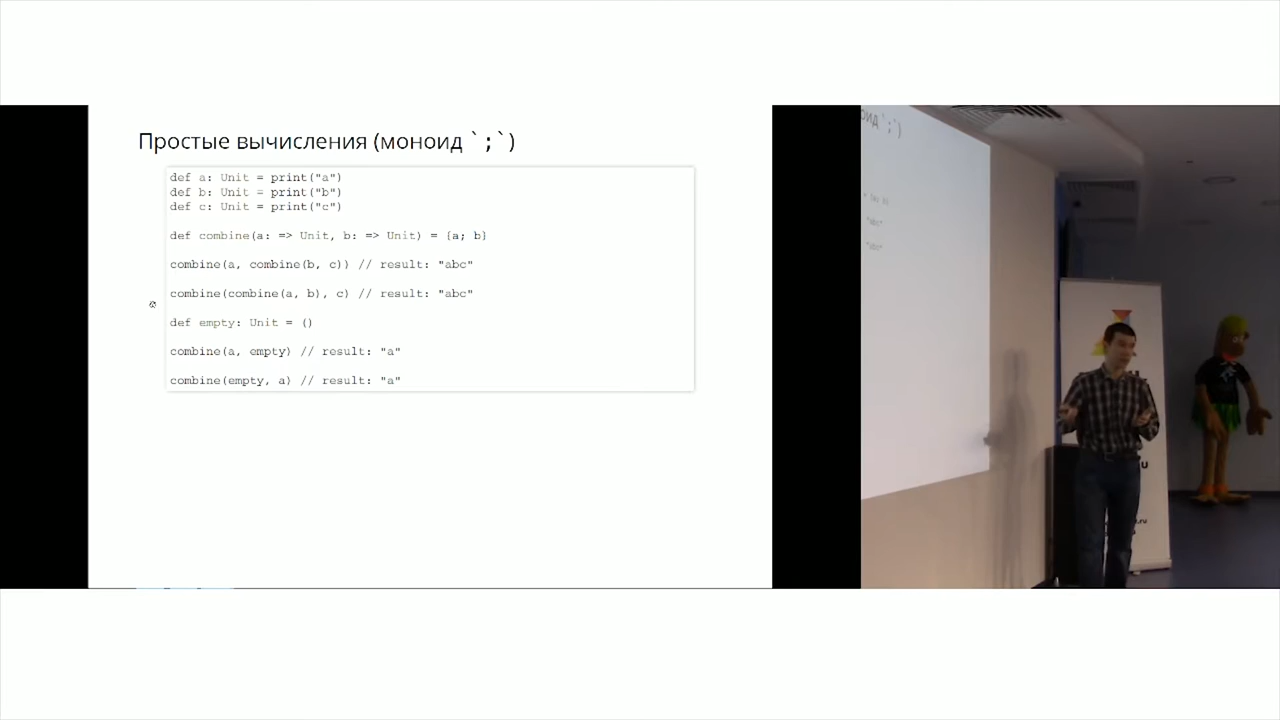 Простые вычисления (моноид `;`)
def a: Unit = print("a")
def b: Unit = print("b")
def c: Unit = print("c")
def combine(a: => Unit, b: => Unit) = {a; b}
combine(a, combine(b, c)) // result: "abc"
combine(combine(a, b), c) // result: "abc"
def empty: Unit = ()
combine(a, empty) // result: "a"
combine(empty, a) // result: "a"
ид `;`)